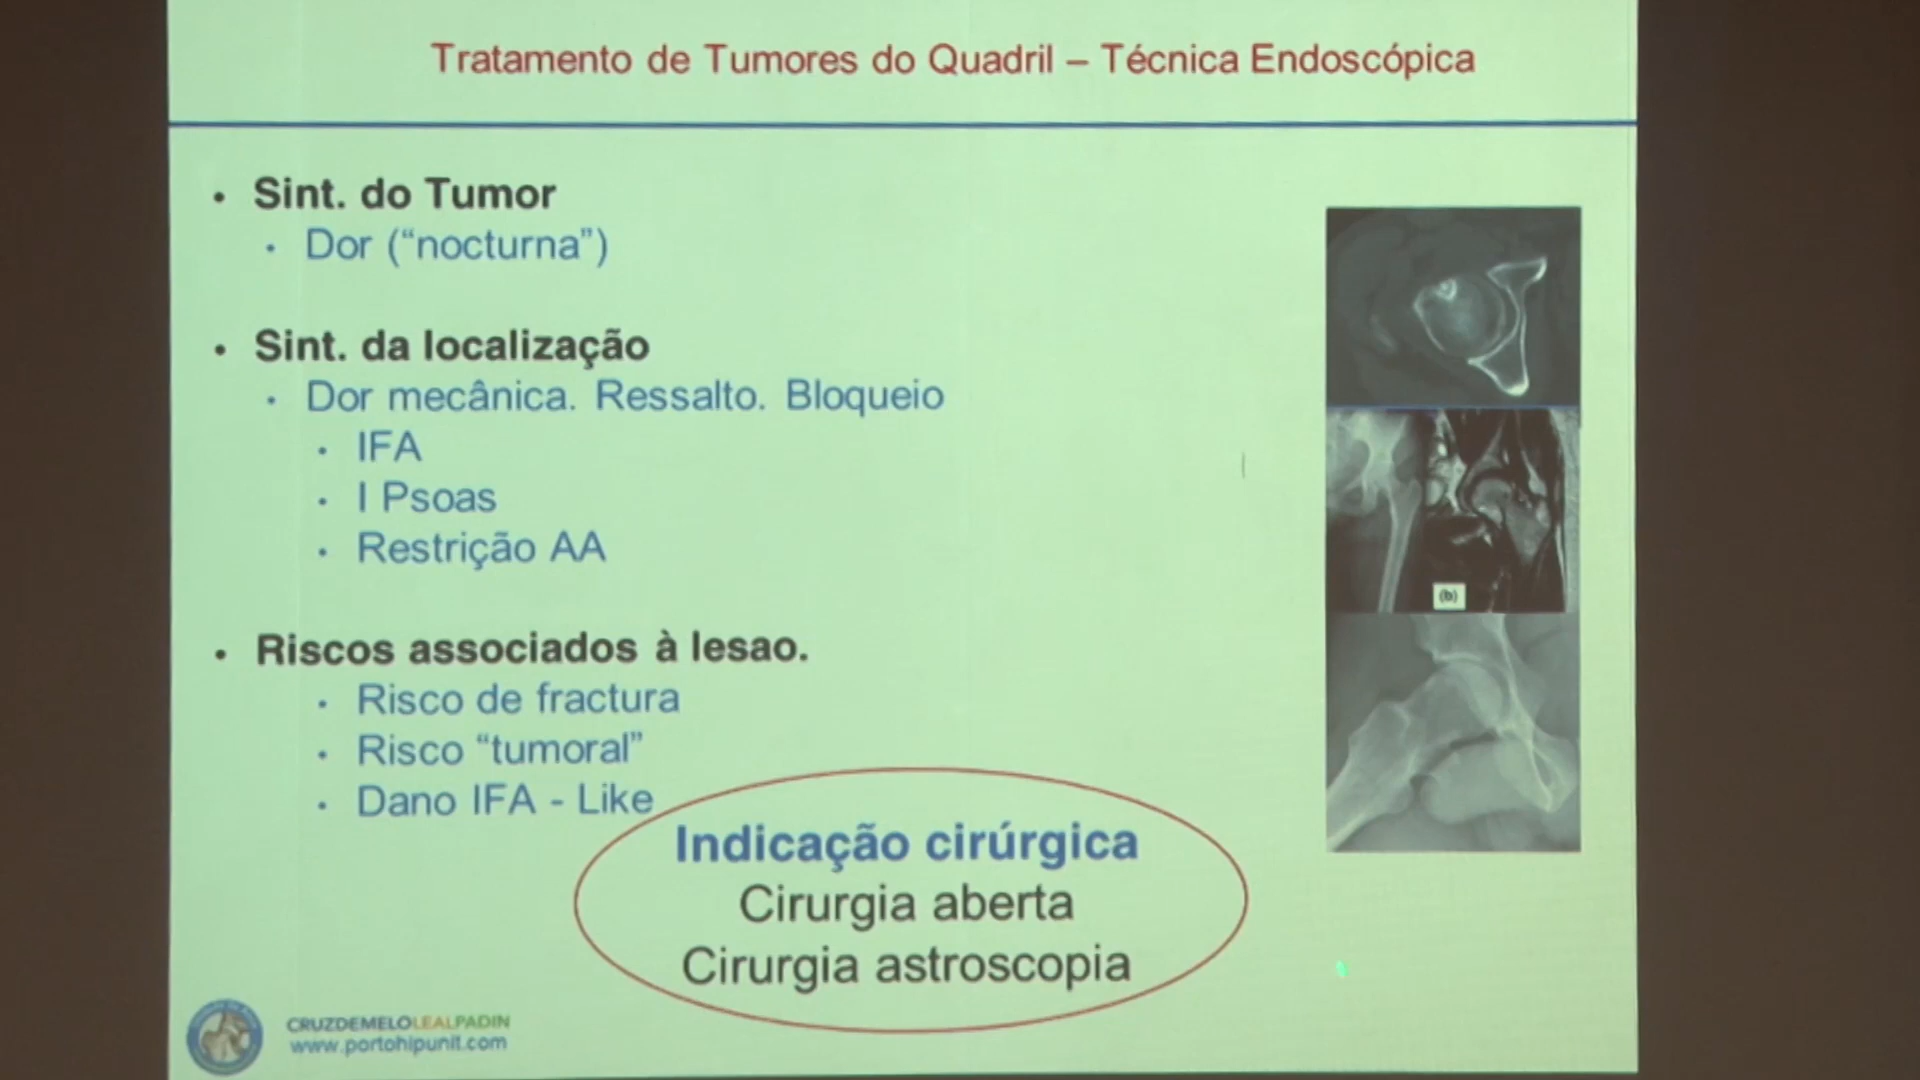 Tratamento de Tumores do Quadril – Técnica Endoscópica
• Sint. do Tumor
• Dor (“nocturna”)
• Sint. da localização
• Dor mecânica. Ressalto. Bloqueio
• IFA
• I Psoas
• Restrição AA
• Riscos associados à lesao.
• Risco de fractura
• Risco “tumoral”
• Dano IFA - Like
Indicação cirúrgica
Cirurgia aberta
Cirurgia astroscopia
(b)
CRUZDEMELOLEALPADIN
www.portohipunit.com